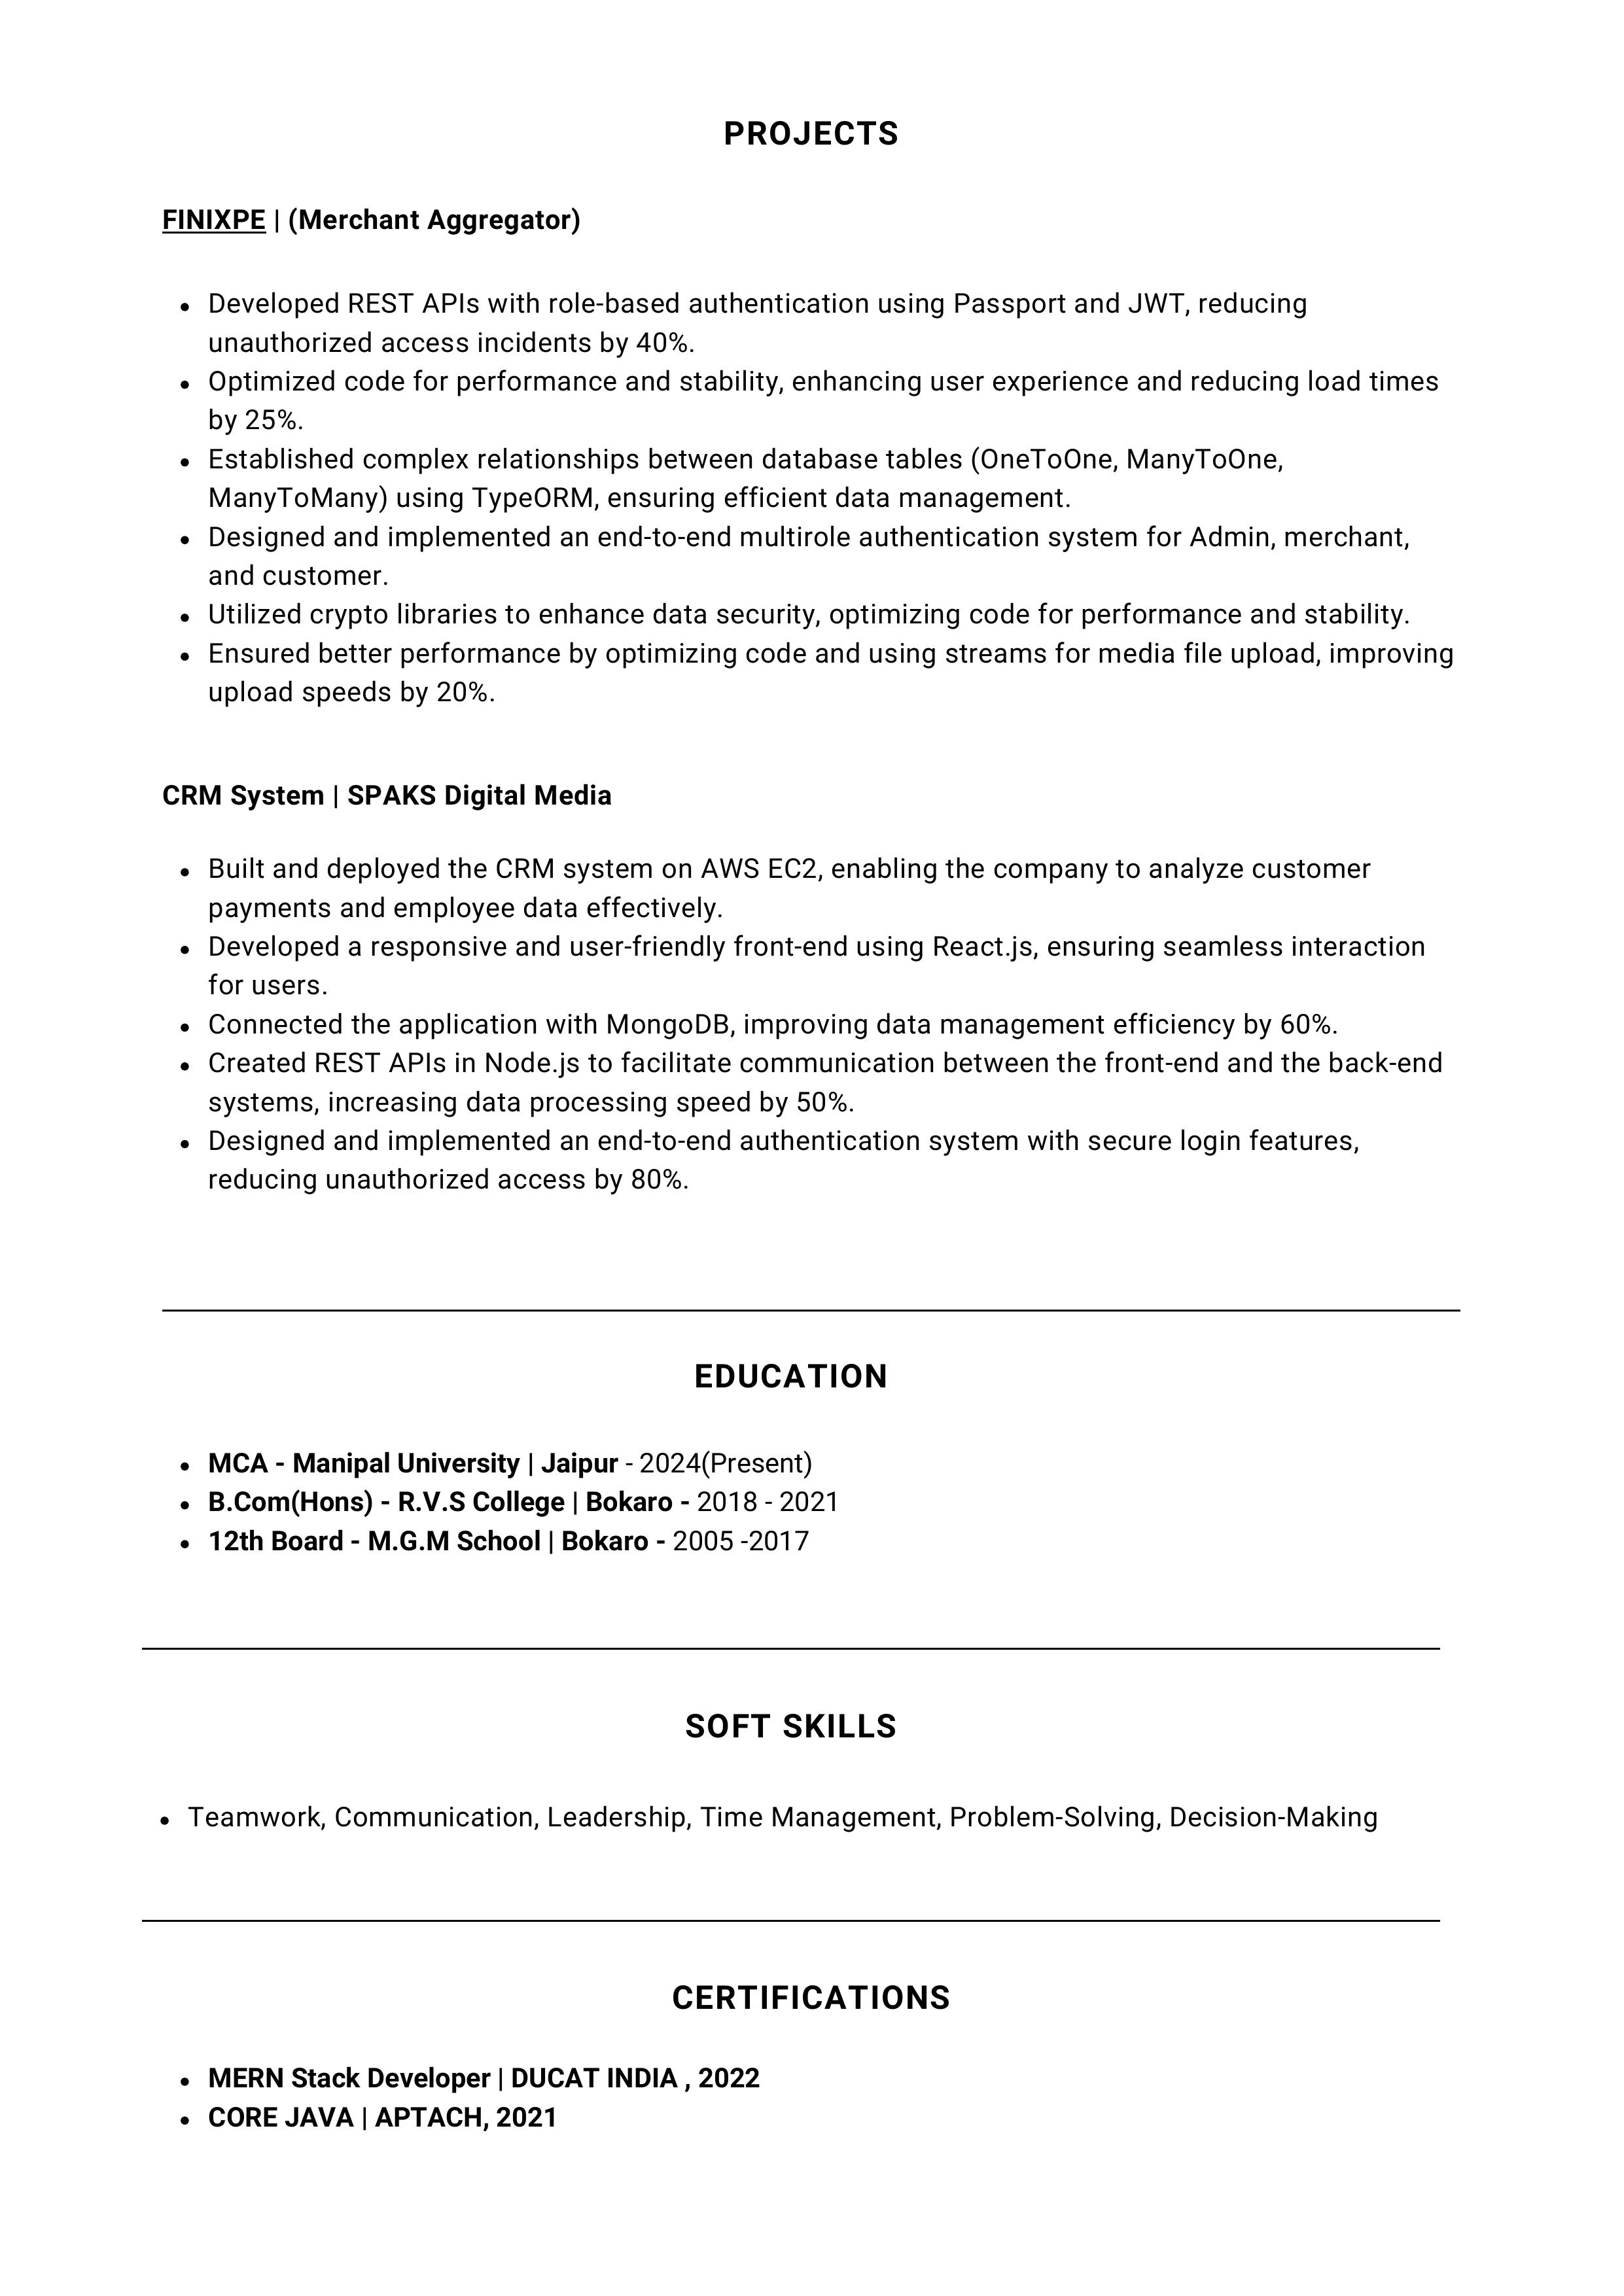 PROJECTS
FINIXPE | (Merchant Aggregator)
• Developed REST APIs with role-based authentication using Passport and JWT, reducing
unauthorized access incidents by 40%.
• Optimized code for performance and stability, enhancing user experience and reducing load times
by 25%.
• Established complex relationships between database tables (OneToOne, ManyToOne,
ManyToMany) using TypeORM, ensuring efficient data management.
• Designed and implemented an end-to-end multirole authentication system for Admin, merchant,
and customer.
• Utilized crypto libraries to enhance data security, optimizing code for performance and stability.
• Ensured better performance by optimizing code and using streams for media file upload, improving
upload speeds by 20%.
CRM System | SPAKS Digital Media
• Built and deployed the CRM system on AWS EC2, enabling the company to analyze customer
payments and employee data effectively.
• Developed a responsive and user-friendly front-end using React.js, ensuring seamless interaction
for users.
• Connected the application with MongoDB, improving data management efficiency by 60%.
• Created REST APIs in Node.js to facilitate communication between the front-end and the back-end
systems, increasing data processing speed by 50%.
• Designed and implemented an end-to-end authentication system with secure login features,
reducing unauthorized access by 80%.
EDUCATION
• MCA - Manipal University | Jaipur - 2024(Present)
• B.Com(Hons) - R.V.S College | Bokaro - 2018 - 2021
• 12th Board - M.G.M School | Bokaro - 2005 -2017
SOFT SKILLS
• Teamwork, Communication, Leadership, Time Management, Problem-Solving, Decision-Making
CERTIFICATIONS
• MERN Stack Developer | DUCAT INDIA , 2022
• CORE JAVA | APTACH, 2021